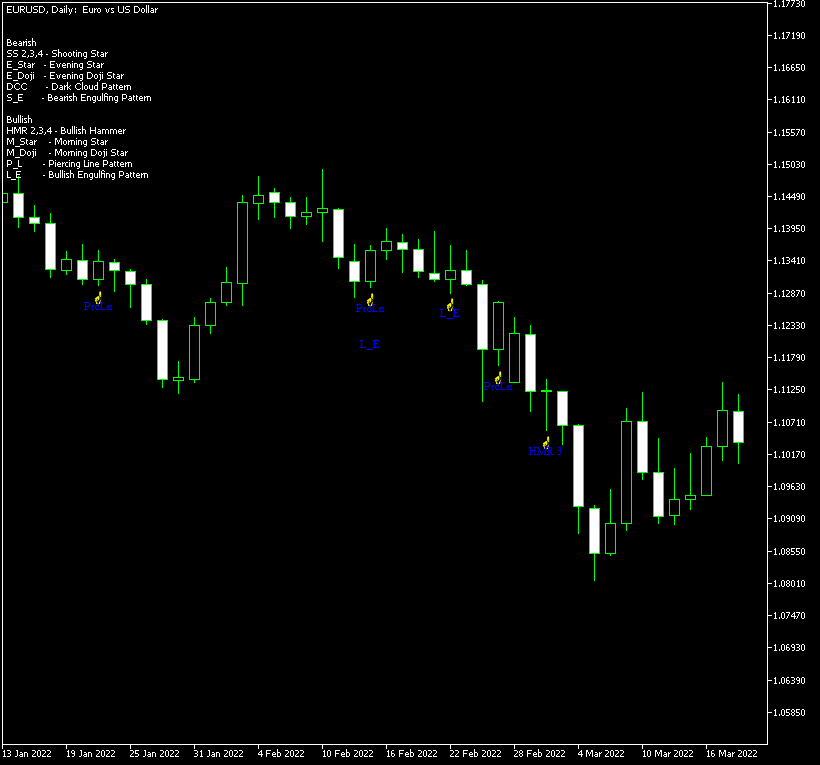 EURUSD, Daily: Euro vs US Dollar
Bearish
SS 2,3,4 - Shooting Star
E_Star - Evening Star
E_Doji - Evening Doji Star
DCC - Dark Cloud Pattern
S_E - Bearish Engulfing Pattern
Bullish
HMR 2,3,4 - Bullish Hammer
M_Star - Morning Star
M_Doji - Morning Doji Star
P_L - Piercing Line Pattern
L_E - Bullish Engulfing Pattern
L_E
L_E
HMR 3
1.17730
1.17190
1.16650
1.16110
1.15570
1.15030
1.14490
1.13950
1.13410
1.12870
1.12330
1.11790
1.11250
1.10710
1.10170
1.09630
1.09090
1.08550
1.08010
1.07470
1.06930
1.06390
1.05850
13 Jan 2022 19 Jan 2022 25 Jan 2022 31 Jan 2022 4 Feb 2022 10 Feb 2022 16 Feb 2022 22 Feb 2022 28 Feb 2022 4 Mar 2022 10 Mar 2022 16 Mar 2022